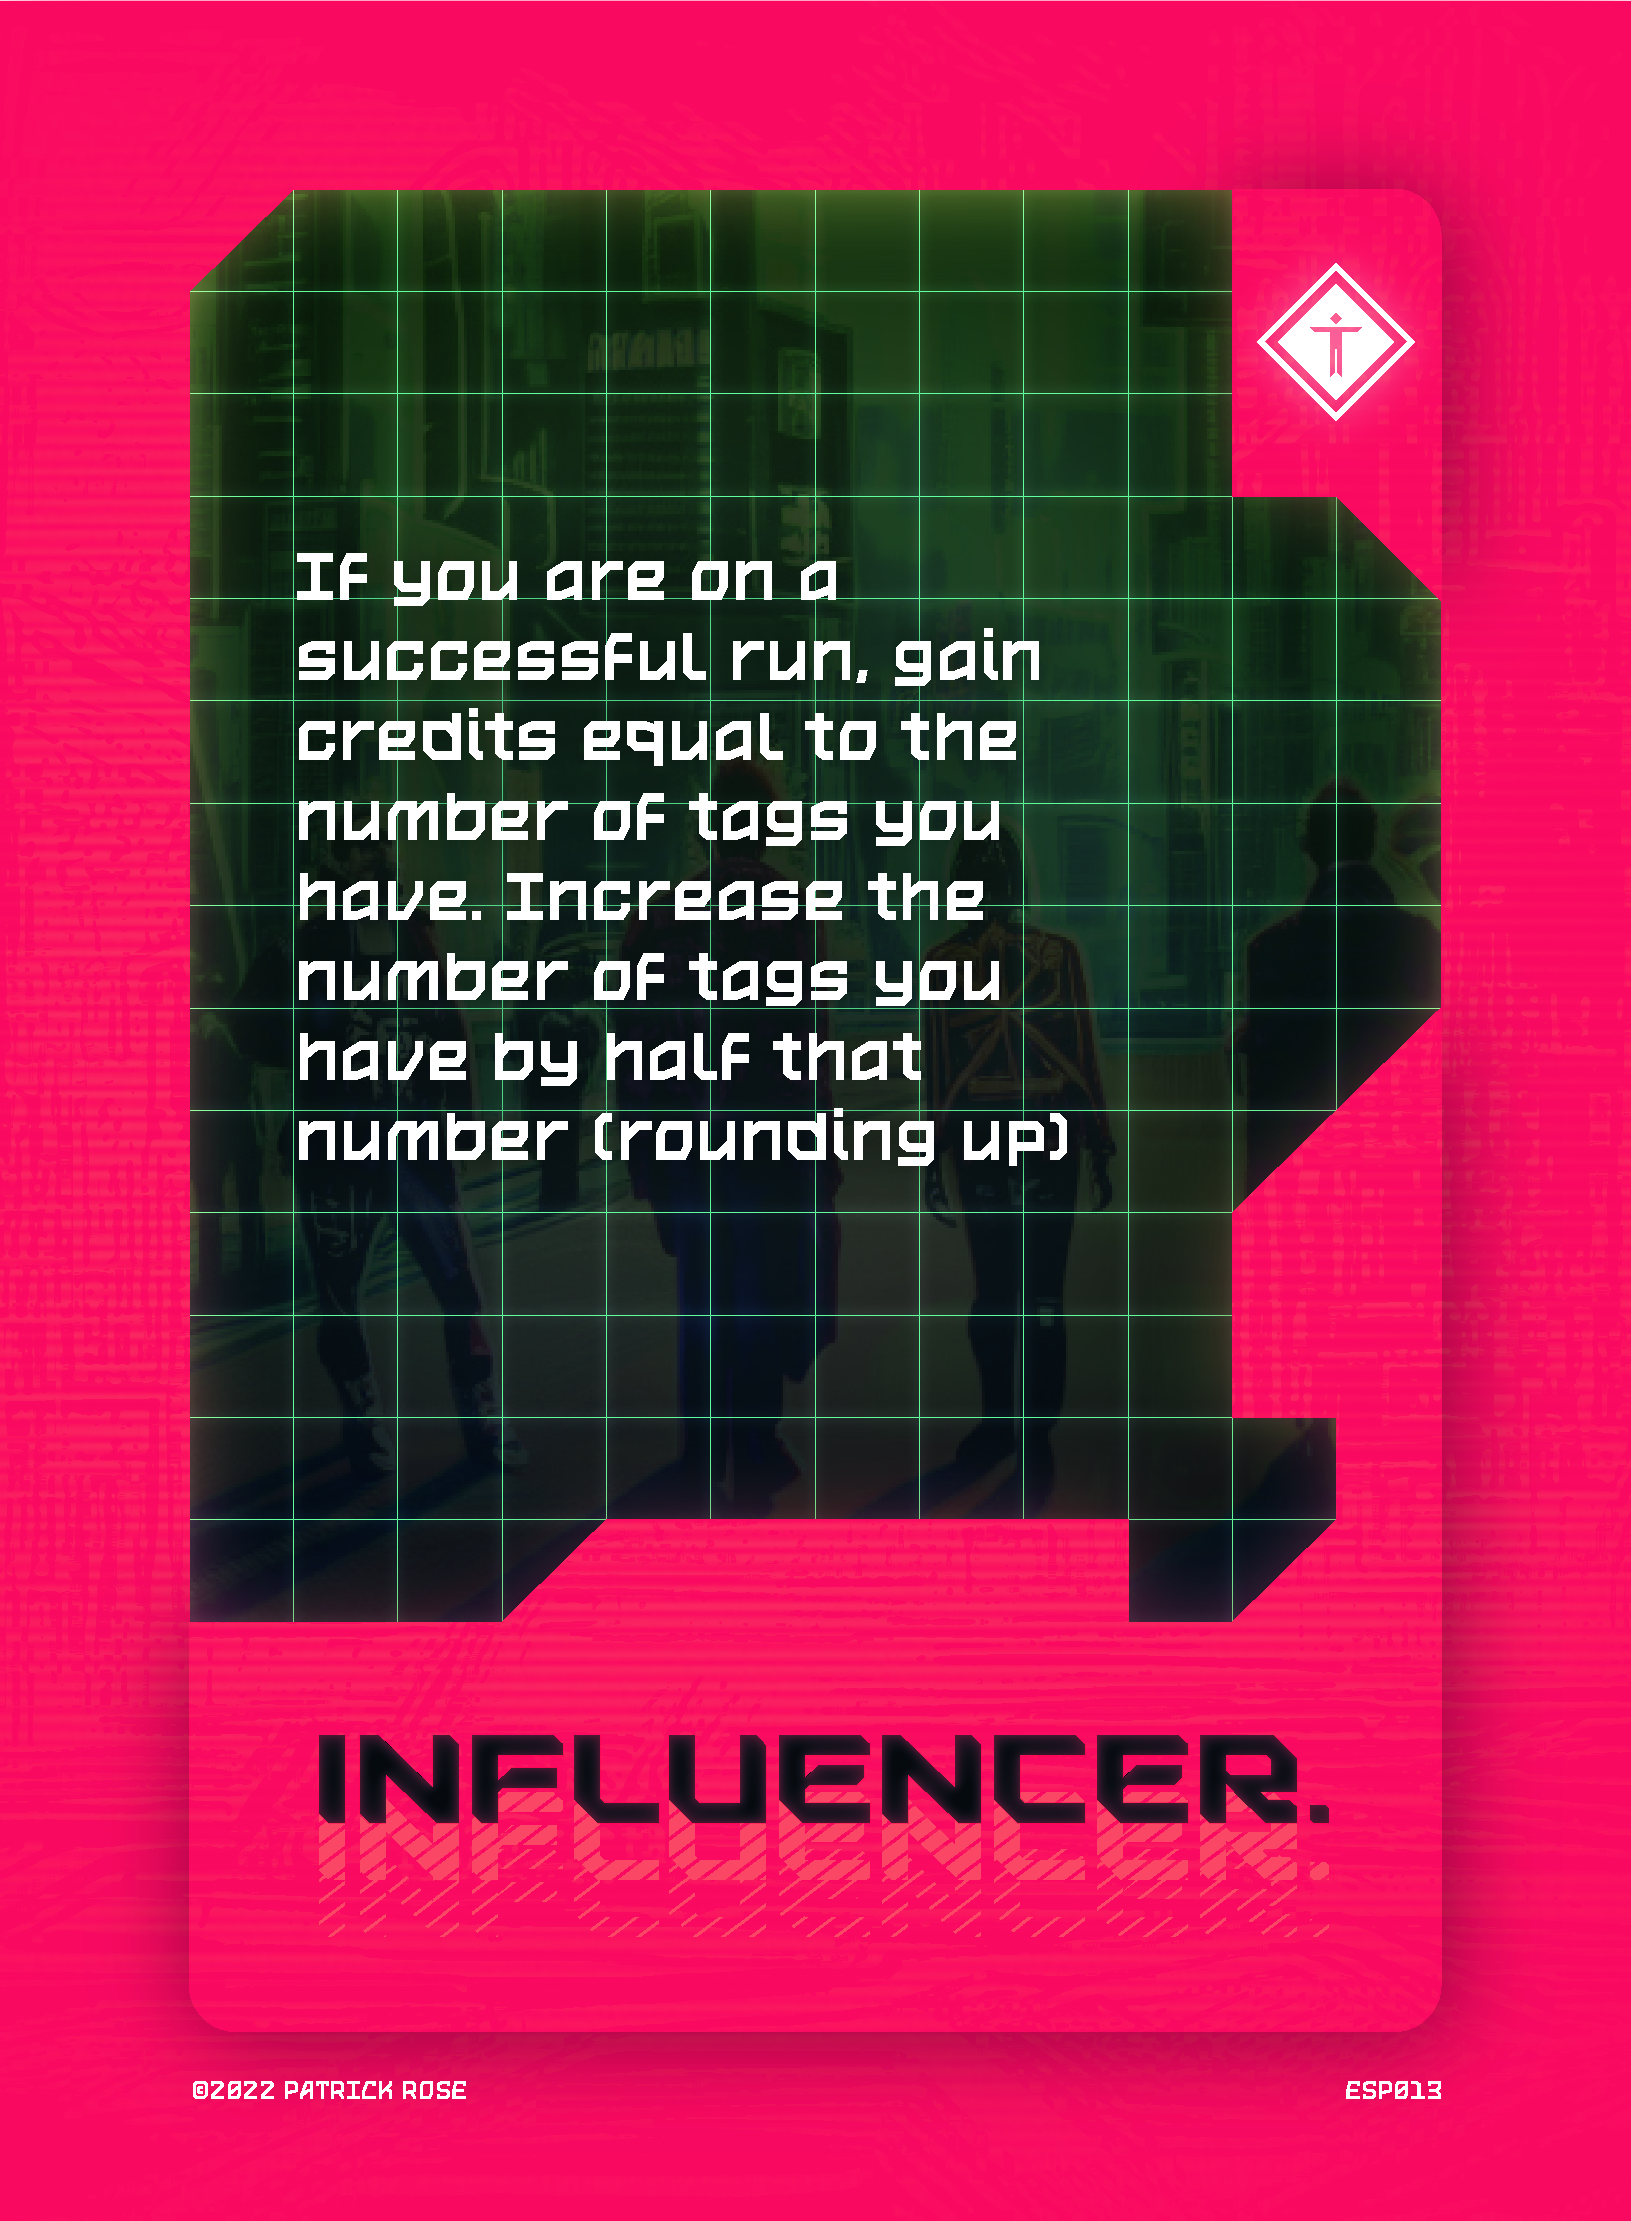 If you are on a
successful run, gain
credits equal to the
number of tags you
have. Increase the
number of tags you
have by half that
number (rounding up)
INFLUENCER.
©2022 PATRICK ROSE
ESP013